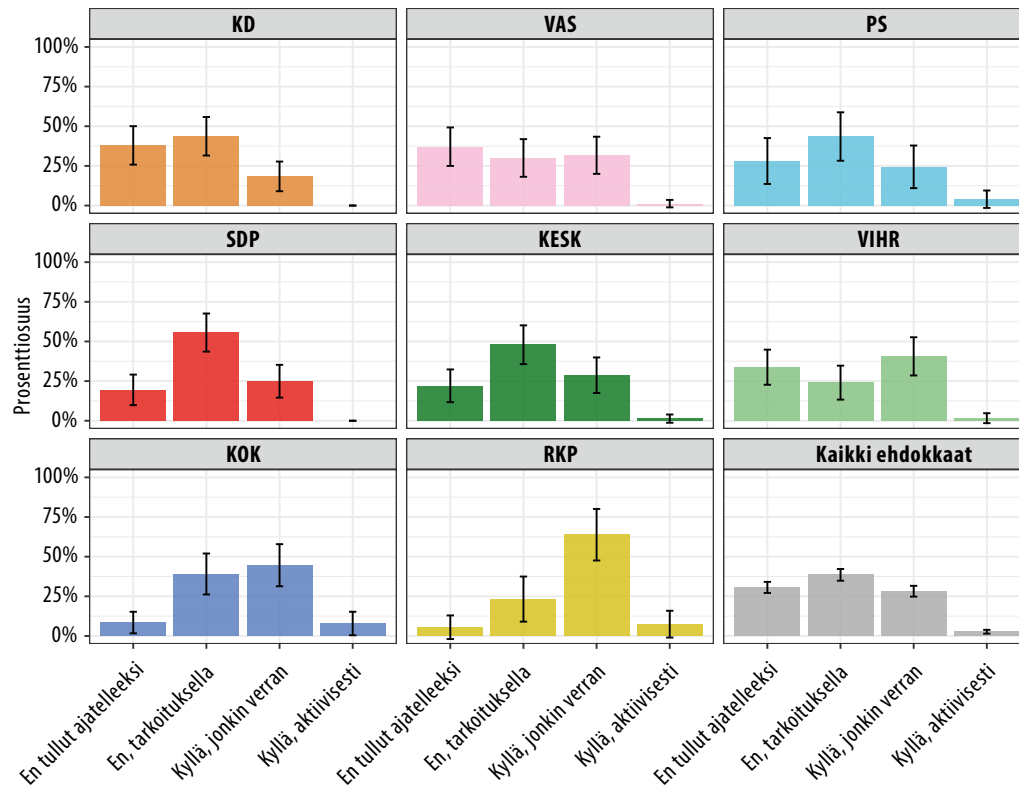 KD
VAS
PS
100%
75%
50%
25%
0%
SDP
KESK
VIHR
100%
75%
50%
25%
0%
KOK
RKP
Kaikki ehdokkaat
100%
75%
50%
25%
0%
Prosenttiosuus
En tullut ajatelleeksi
En, tarkoituksella
Kyllä, jonkin verran
Kyllä, aktiivisesti
En tullut ajatelleeksi
En, tarkoituksella
Kyllä, jonkin verran
Kyllä, aktiivisesti
En tullut ajatelleeksi
En, tarkoituksella
Kyllä, jonkin verran
Kyllä, aktiivisesti